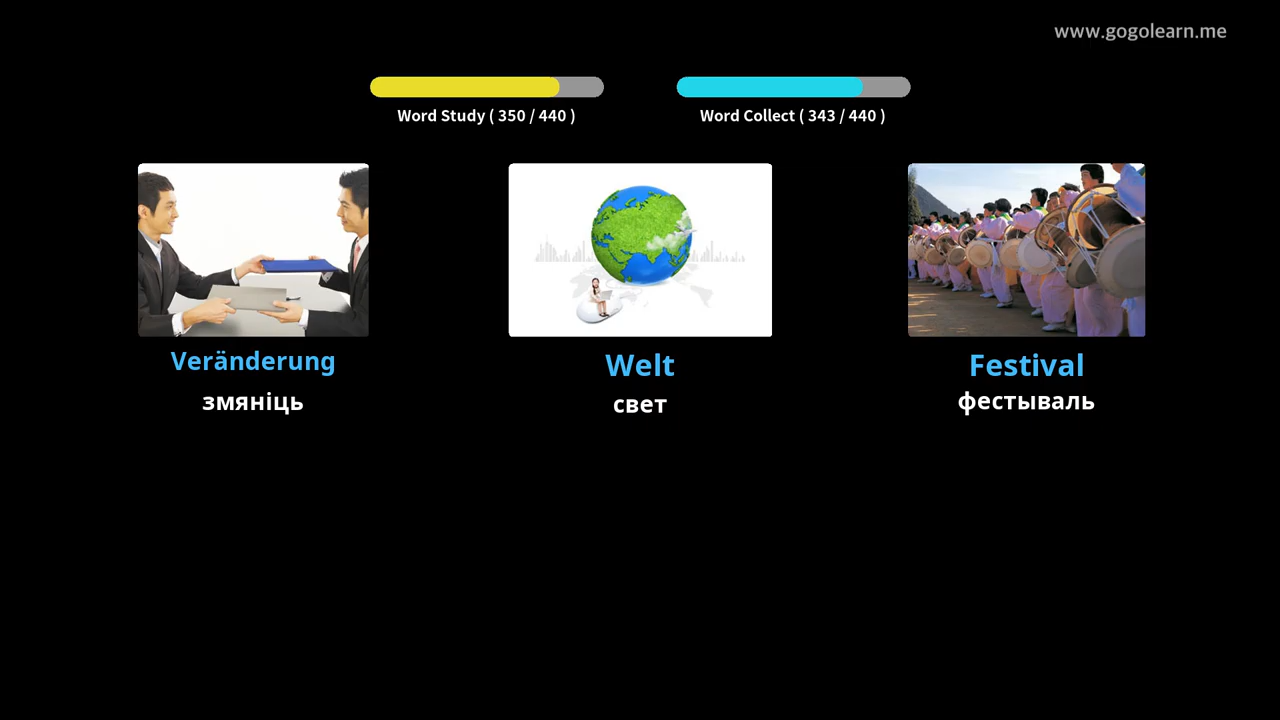 www.gogolearn.me
Word Study ( 350 / 440 )
Word Collect ( 343 / 440 )
Veränderung
змяніць
Welt
свет
Festival
фестываль